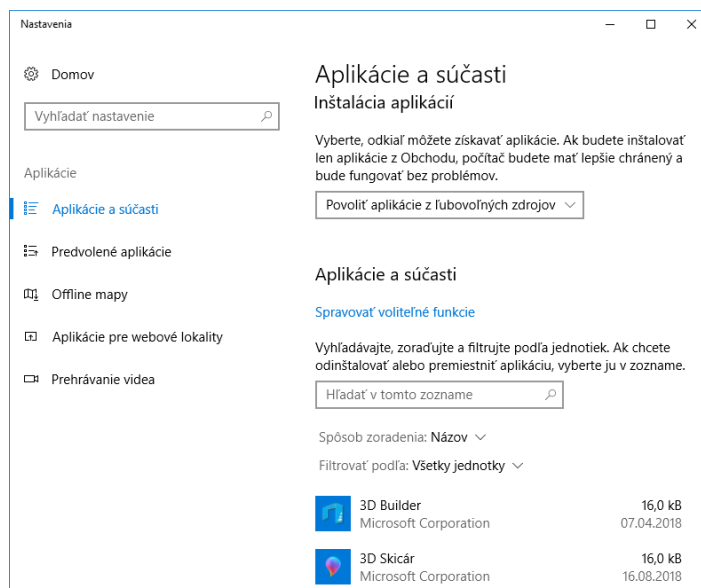 Nastavenia
Domov
Vyhľadať nastavenie
Aplikácie
Aplikácie a súčasti
Predvolené aplikácie
Offline mapy
Aplikácie pre webové lokality
Prehrávanie videa
Aplikácie a súčasti
Inštalácia aplikácií
Vyberte, odkiaľ môžete získavať aplikácie. Ak budete inštalovať
len aplikácie z Obchodu, počítač budete mať lepšie chránený a
bude fungovať bez problémov.
Povoliť aplikácie z ľubovoľných zdrojov
Aplikácie a súčasti
Spravovať voliteľné funkcie
Vyhľadávajte, zoraďujte a filtrujte podľa jednotiek. Ak chcete
odinštalovať alebo premiestniť aplikáciu, vyberte ju v zozname.
Hľadať v tomto zozname
Spôsob zoradenia: Názov
Filtrovať podľa: Všetky jednotky
3D Builder 16,0 kB
Microsoft Corporation 07.04.2018
3D Skicár 16,0 kB
Microsoft Corporation 16.08.2018